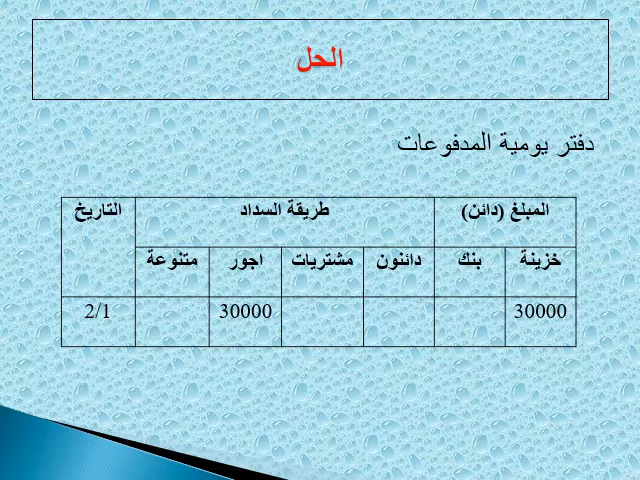 الحل
دفتر يومية المدفوعات
المبلغ (دائن) طريقة السداد التاريخ
خزينة بنك دائنون مشتريات اجور متنوعة
30000 30000 2/1